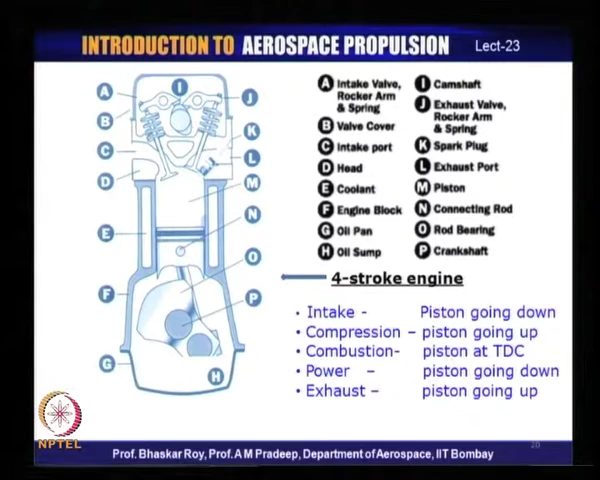 INTRODUCTION TO AEROSPACE PROPULSION
Lect-23
A
B
C
D
E
F
G
H
I
J
K
L
M
N
O
P
A Intake Valve,
Rocker Arm
& Spring
B Valve Cover
C Intake port
D Head
E Coolant
F Engine Block
G Oil Pan
H Oil Sump
I Camshaft
J Exhaust Valve,
Rocker Arm
& Spring
K Spark Plug
L Exhaust Port
M Piston
N Connecting Rod
O Rod Bearing
P Crankshaft
4-stroke engine
• Intake - Piston going down
• Compression – piston going up
• Combustion- piston at TDC
• Power – piston going down
• Exhaust – piston going up
NPTEL
20
Prof. Bhaskar Roy, Prof. A M Pradeep, Department of Aerospace, IIT Bombay